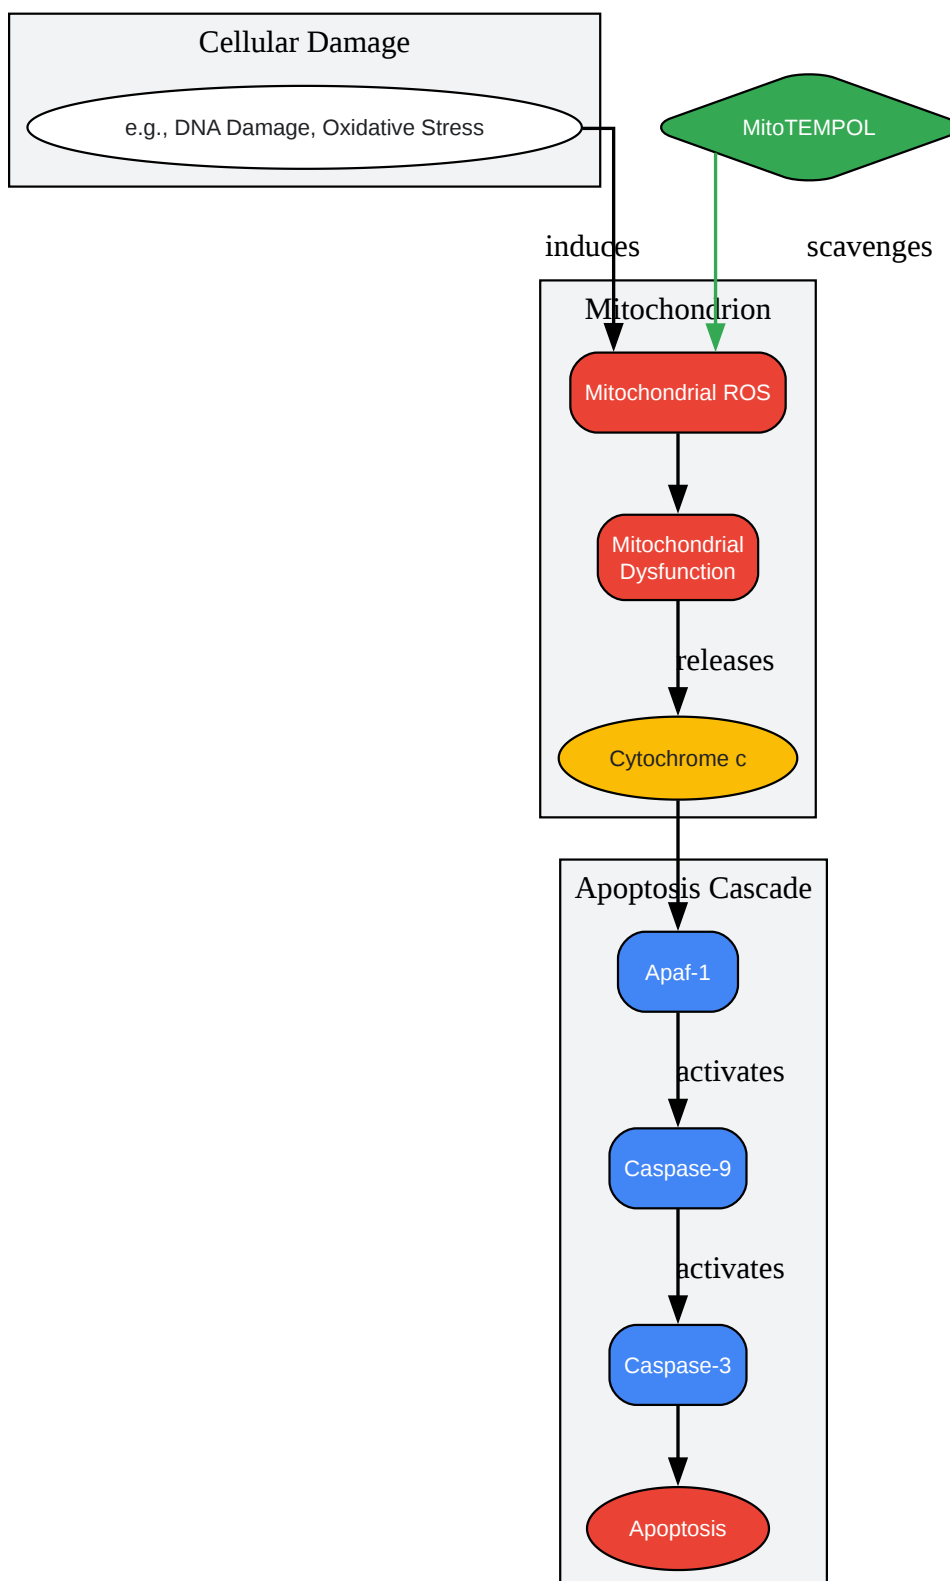 Cellular Damage
e.g., DNA Damage, Oxidative Stress
MitoTEMPOL
induces
scavenges
Mitochondrion
Mitochondrial ROS
Mitochondrial
Dysfunction
releases
Cytochrome c
Apoptosis Cascade
Apaf-1
activates
Caspase-9
activates
Caspase-3
Apoptosis